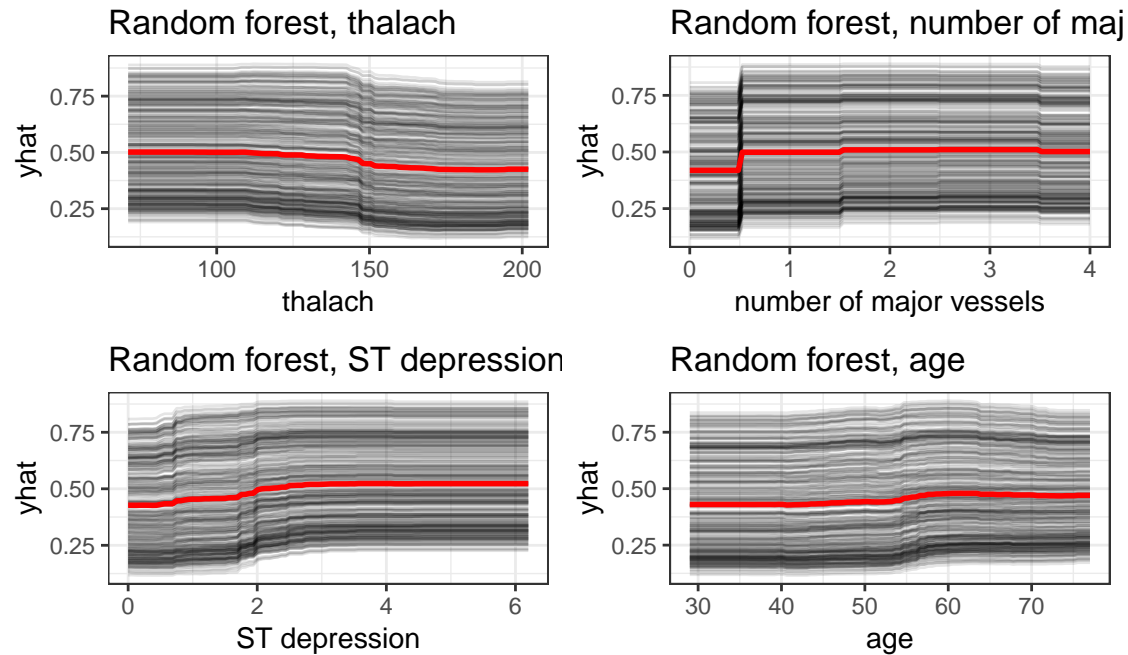 Random forest, thalach
yhat
0.75
0.50
0.25
100 150 200
thalach
Random forest, number of maj
yhat
0.75
0.50
0.25
0 1 2 3 4
number of major vessels
Random forest, ST depression
yhat
0.75
0.50
0.25
0 2 4 6
ST depression
Random forest, age
yhat
0.75
0.50
0.25
30 40 50 60 70
age